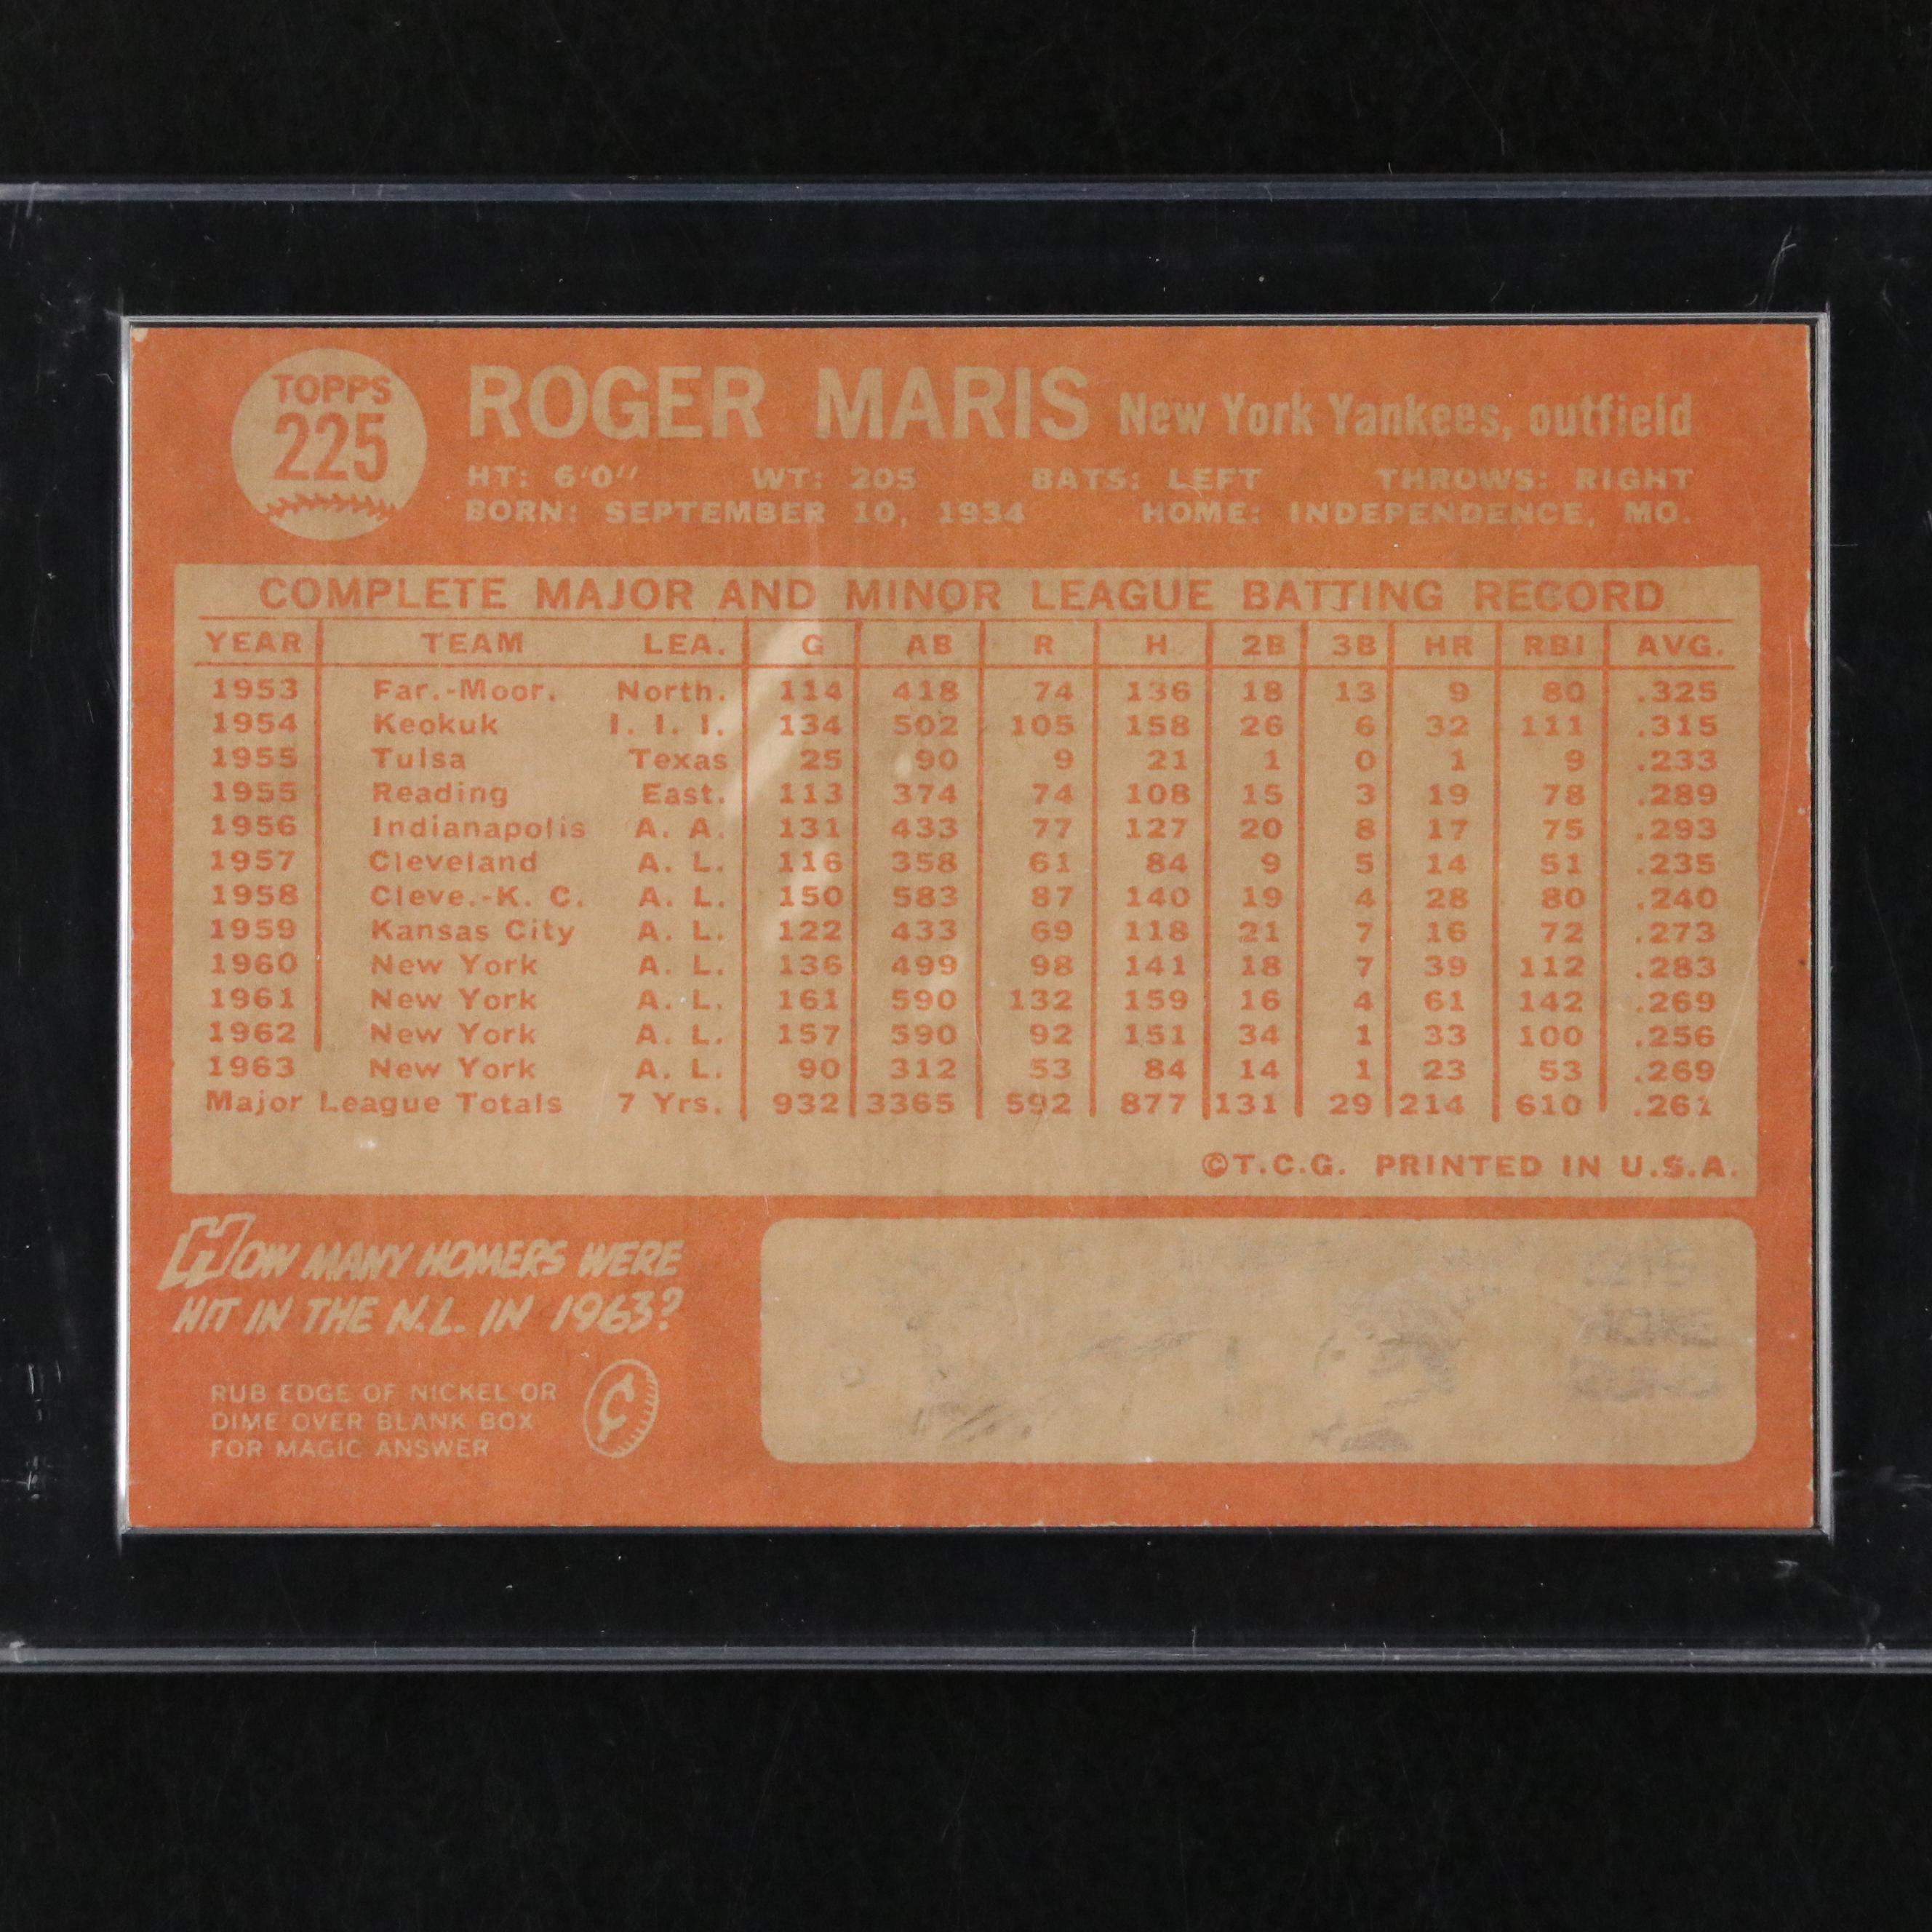 TOPPS
225
ROGER MARIS New York Yankees, outfield
HT: 6'0" WT: 205 BATS: LEFT THROWS: RIGHT
BORN: SEPTEMBER 10, 1934 HOME: INDEPENDENCE, MO.
COMPLETE MAJOR AND MINOR LEAGUE BATTING RECORD
YEAR TEAM LEA. G AB R H 2B 3B HR RBI AVG.
1953 Far.-Moor. North. 114 418 74 136 18 13 9 80 .325
1954 Keokuk I. I. I. 134 502 105 158 26 6 32 111 .315
1955 Tulsa Texas 25 90 9 21 1 0 1 9 .233
1955 Reading East. 113 374 74 108 15 3 19 78 .289
1956 Indianapolis A. A. 131 433 77 127 20 8 17 75 .293
1957 Cleveland A. L. 116 358 61 84 9 5 14 51 .235
1958 Cleve.-K. C. A. L. 150 583 87 140 19 4 28 80 .240
1959 Kansas City A. L. 122 433 69 118 21 7 16 72 .273
1960 New York A. L. 136 499 98 141 18 7 39 112 .283
1961 New York A. L. 161 590 132 159 16 4 61 142 .269
1962 New York A. L. 157 590 92 151 34 1 33 100 .256
1963 New York A. L. 90 312 53 84 14 1 23 53 .269
Major League Totals 7 Yrs. 932 3365 592 877 131 29 214 610 .261
©T.C.G. PRINTED IN U.S.A.
HOW MANY HOMERS WERE
HIT IN THE N.L. IN 1963?
RUB EDGE OF NICKEL OR
DIME OVER BLANK BOX
FOR MAGIC ANSWER
¢